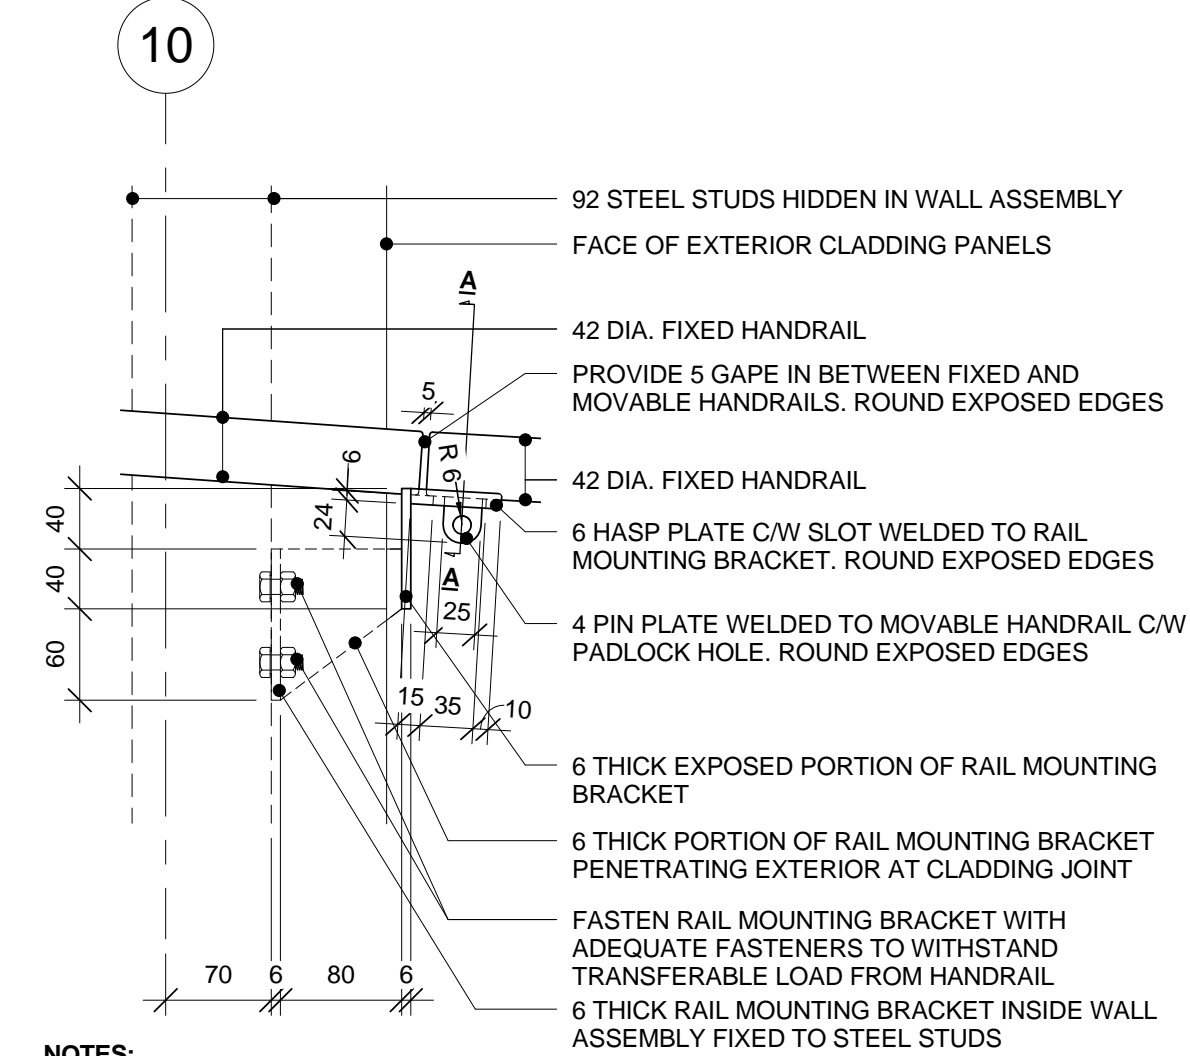 10
92 STEEL STUDS HIDDEN IN WALL ASSEMBLY
FACE OF EXTERIOR CLADDING PANELS
A
42 DIA. FIXED HANDRAIL
PROVIDE 5 GAPE IN BETWEEN FIXED AND
MOVABLE HANDRAILS. ROUND EXPOSED EDGES
5
R 6
6
42 DIA. FIXED HANDRAIL
24
40
6 HASP PLATE C/W SLOT WELDED TO RAIL
MOUNTING BRACKET. ROUND EXPOSED EDGES
A
40
25
4 PIN PLATE WELDED TO MOVABLE HANDRAIL C/W
PADLOCK HOLE. ROUND EXPOSED EDGES
60
15 35 10
6 THICK EXPOSED PORTION OF RAIL MOUNTING
BRACKET
6 THICK PORTION OF RAIL MOUNTING BRACKET
PENETRATING EXTERIOR AT CLADDING JOINT
FASTEN RAIL MOUNTING BRACKET WITH
ADEQUATE FASTENERS TO WITHSTAND
TRANSFERABLE LOAD FROM HANDRAIL
70 6 80 6
6 THICK RAIL MOUNTING BRACKET INSIDE WALL
ASSEMBLY FIXED TO STEEL STUDS
NOTES: